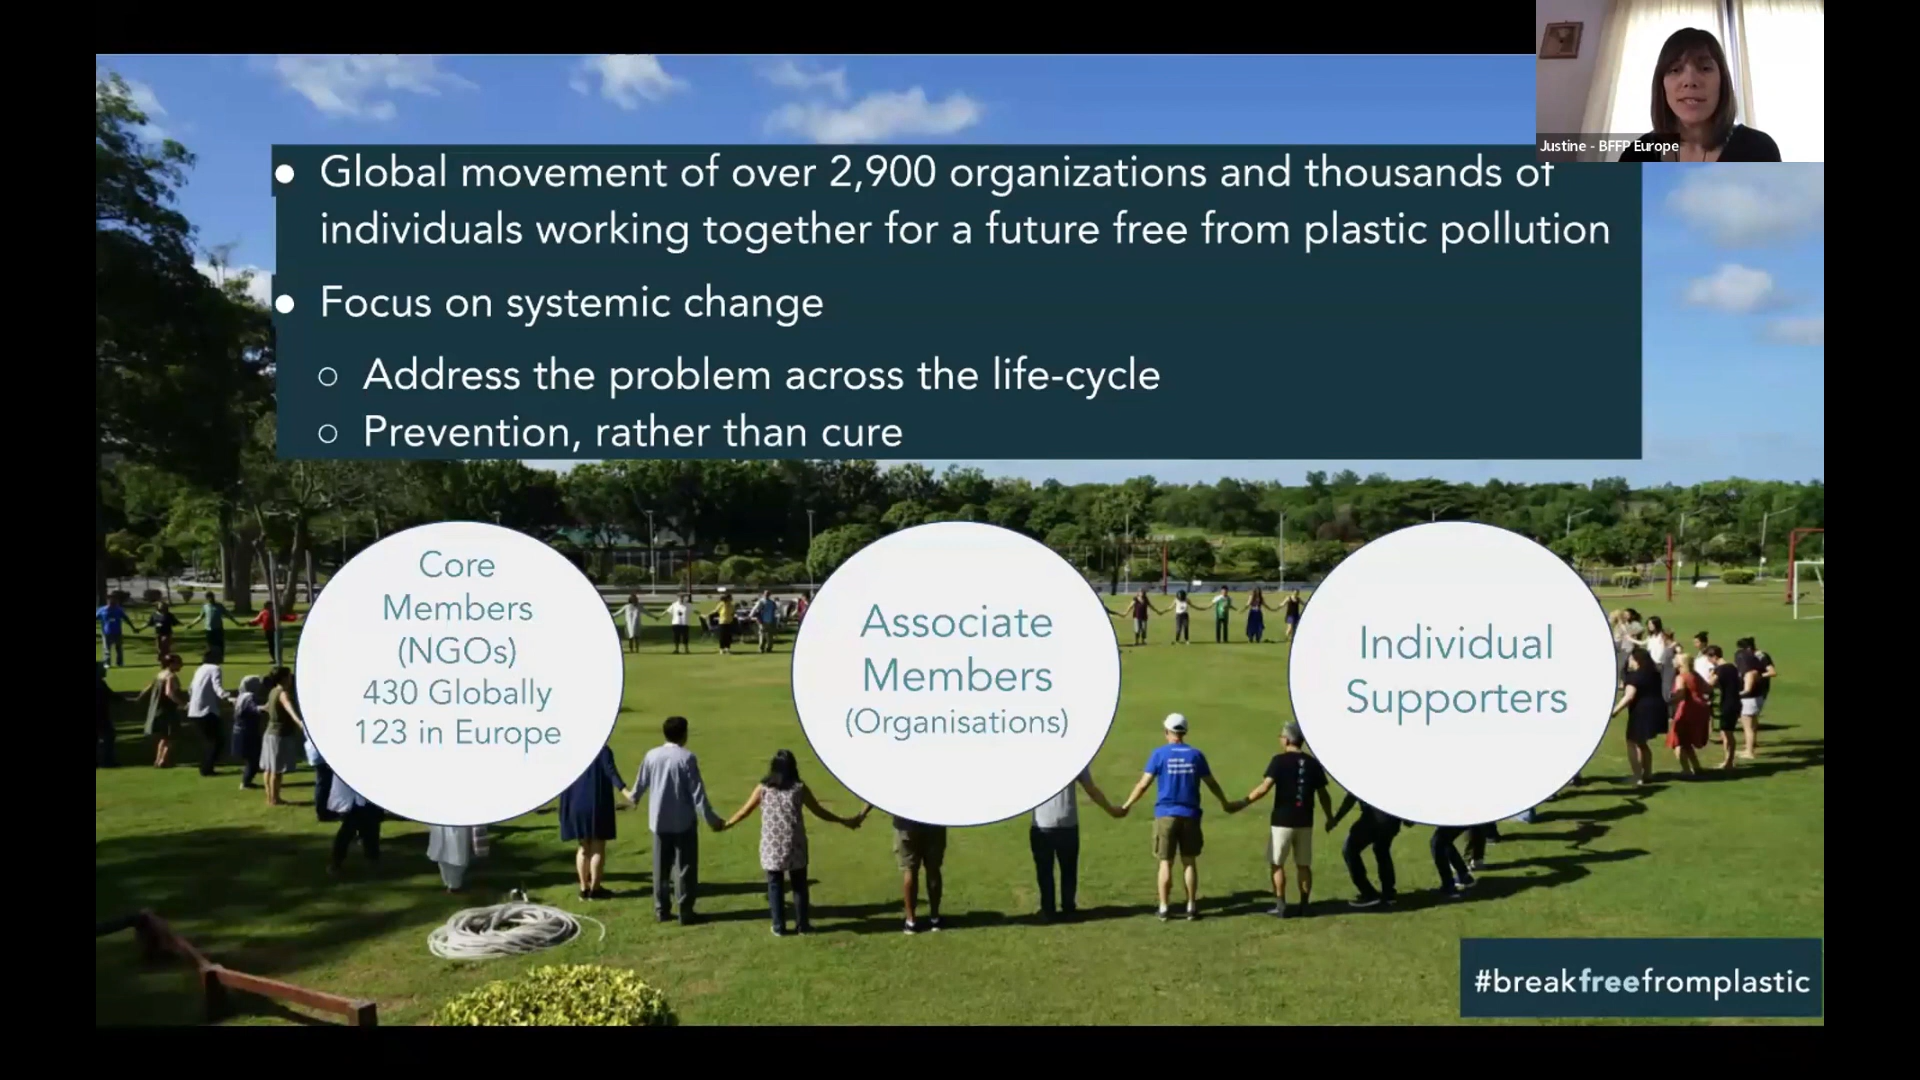 Justine - BFFP Europe
● Global movement of over 2,900 organizations and thousands of
individuals working together for a future free from plastic pollution
● Focus on systemic change
○ Address the problem across the life-cycle
○ Prevention, rather than cure
Core
Members
(NGOs)
430 Globally
123 in Europe
Associate
Members
(Organisations)
Individual
Supporters
#breakfreefromplastic